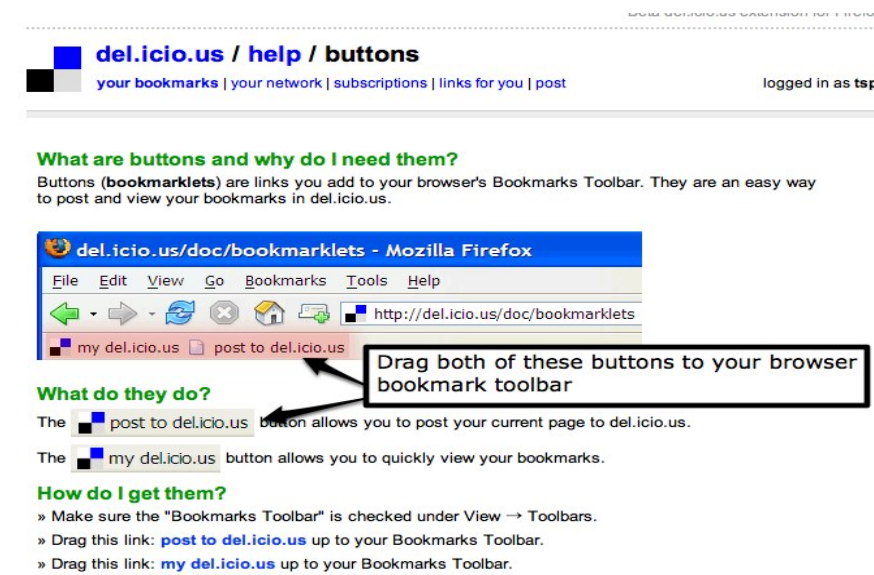 del.icio.us / help / buttons
your bookmarks | your network | subscriptions | links for you | post
logged in as tsp
What are buttons and why do I need them?
Buttons (bookmarklets) are links you add to your browser's Bookmarks Toolbar. They are an easy way
to post and view your bookmarks in del.icio.us.
del.icio.us/doc/bookmarklets - Mozilla Firefox
File Edit View Go Bookmarks Tools Help
http://del.icio.us/doc/bookmarklets
my del.icio.us post to del.icio.us
Drag both of these buttons to your browser
bookmark toolbar
What do they do?
The post to del.icio.us button allows you to post your current page to del.icio.us.
The my del.icio.us button allows you to quickly view your bookmarks.
How do I get them?
» Make sure the "Bookmarks Toolbar" is checked under View → Toolbars.
» Drag this link: post to del.icio.us up to your Bookmarks Toolbar.
» Drag this link: my del.icio.us up to your Bookmarks Toolbar.